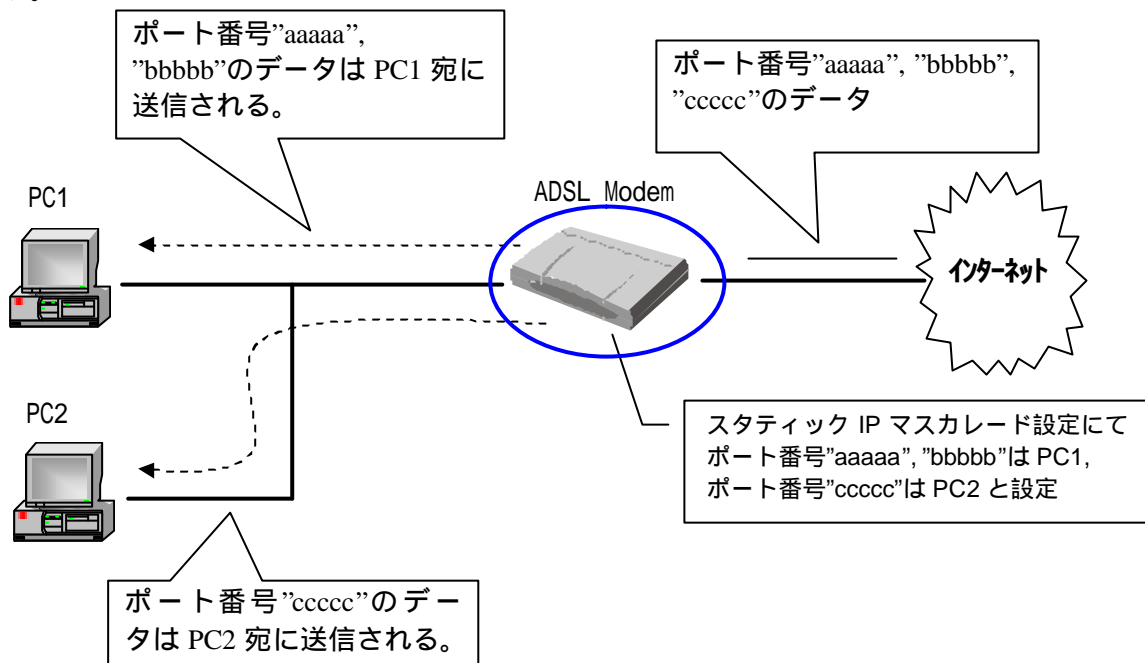 す。
ポート番号”aaaaa”,
”bbbbb”のデータは PC1 宛に
送信される。
ポート番号”aaaaa”, ”bbbbb”,
”ccccc”のデータ
PC1
ADSL Modem
インターネット
PC2
スタティック IP マスカレード設定にて
ポート番号”aaaaa”, ”bbbbb”は PC1,
ポート番号”ccccc”は PC2 と設定
ポート番号”ccccc”のデー
タは PC2 宛に送信される。